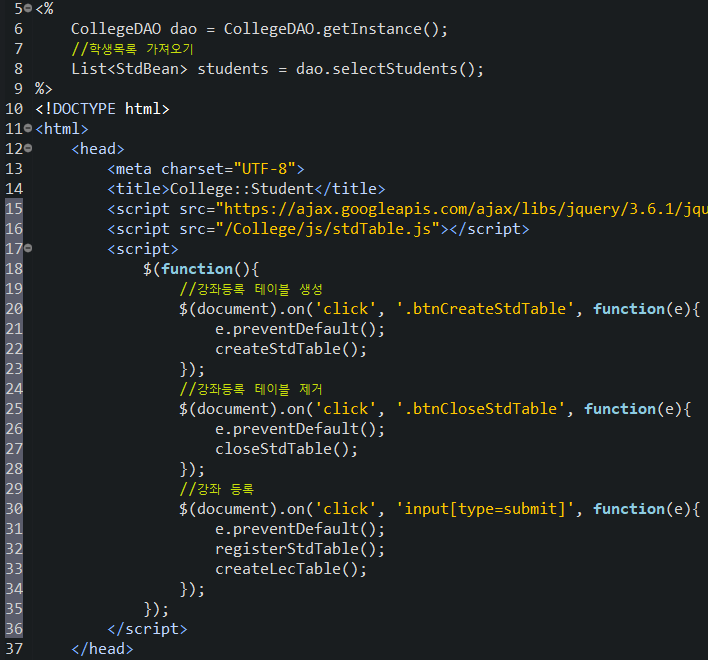 5 <%
6 CollegeDAO dao = CollegeDAO.getInstance();
7 //학생목록 가져오기
8 List<StdBean> students = dao.selectStudents();
9 %>
10 <!DOCTYPE html>
11 <html>
12 <head>
13 <meta charset="UTF-8">
14 <title>College::Student</title>
15 <script src="https://ajax.googleapis.com/ajax/libs/jquery/3.6.1/jqu
16 <script src="/College/js/stdTable.js"></script>
17 <script>
18 $(function(){
19 //강좌등록 테이블 생성
20 $(document).on('click', '.btnCreateStdTable', function(e){
21 e.preventDefault();
22 createStdTable();
23 });
24 //강좌등록 테이블 제거
25 $(document).on('click', '.btnCloseStdTable', function(e){
26 e.preventDefault();
27 closeStdTable();
28 });
29 //강좌 등록
30 $(document).on('click', 'input[type=submit]', function(e){
31 e.preventDefault();
32 registerStdTable();
33 createLecTable();
34 });
35 });
36 </script>
37 </head>